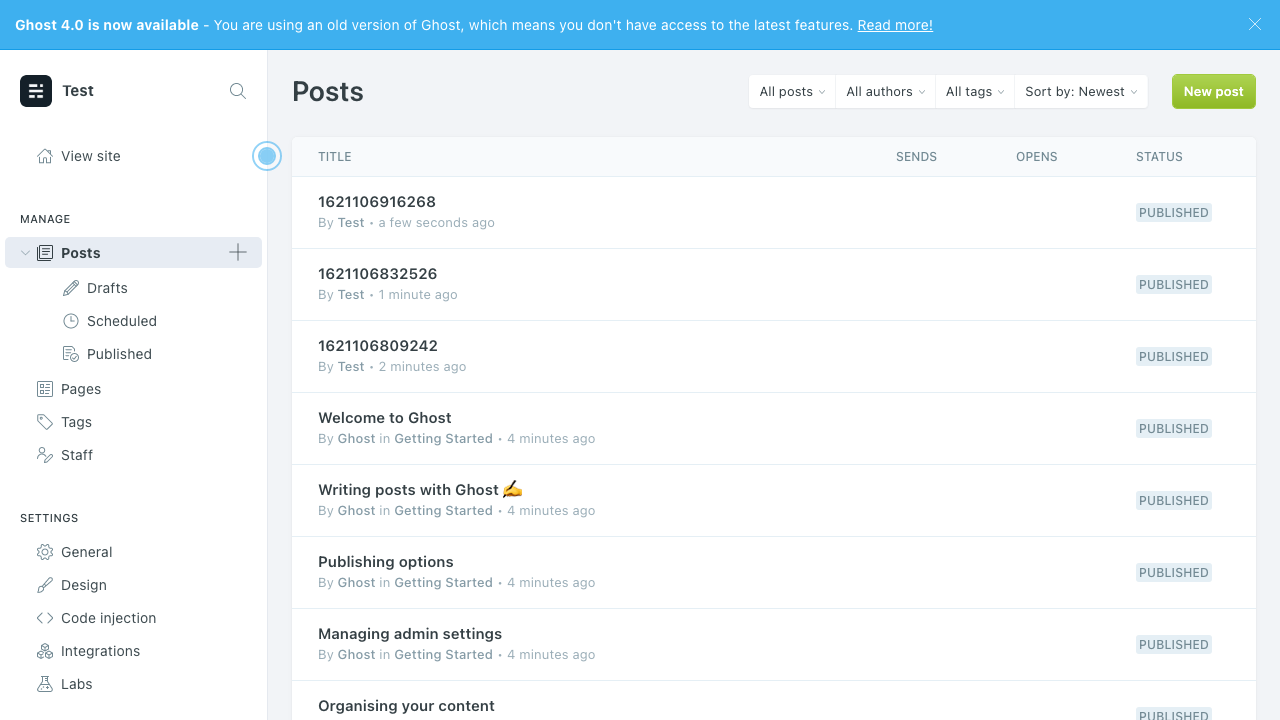 Ghost 4.0 is now available - You are using an old version of Ghost, which means you don't have access to the latest features. Read more!
Test
View site
MANAGE
Posts
Drafts
Scheduled
Published
Pages
Tags
Staff
SETTINGS
General
Design
Code injection
Integrations
Labs
Posts
All posts
All authors
All tags
Sort by: Newest
New post
TITLE SENDS OPENS STATUS
1621106916268
By Test • a few seconds ago
PUBLISHED
1621106832526
By Test • 1 minute ago
PUBLISHED
1621106809242
By Test • 2 minutes ago
PUBLISHED
Welcome to Ghost
By Ghost in Getting Started • 4 minutes ago
PUBLISHED
Writing posts with Ghost ✍️
By Ghost in Getting Started • 4 minutes ago
PUBLISHED
Publishing options
By Ghost in Getting Started • 4 minutes ago
PUBLISHED
Managing admin settings
By Ghost in Getting Started • 4 minutes ago
PUBLISHED
Organising your content
PUBLISHED